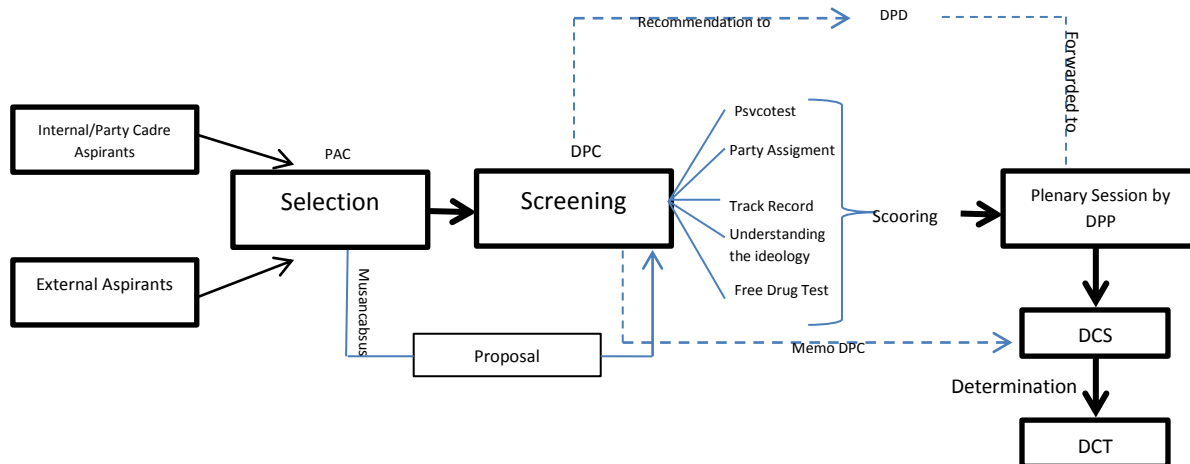 Recommendation to
DPD
Forwarded to
Internal/Party Cadre
Aspirants
External Aspirants
PAC
Selection
Musancabsus
Proposal
DPC
Screening
Psvcotest
Party Assigment
Track Record
Understanding
the ideology
Free Drug Test
Scooring
Plenary Session by
DPP
Memo DPC
DCS
Determination
DCT